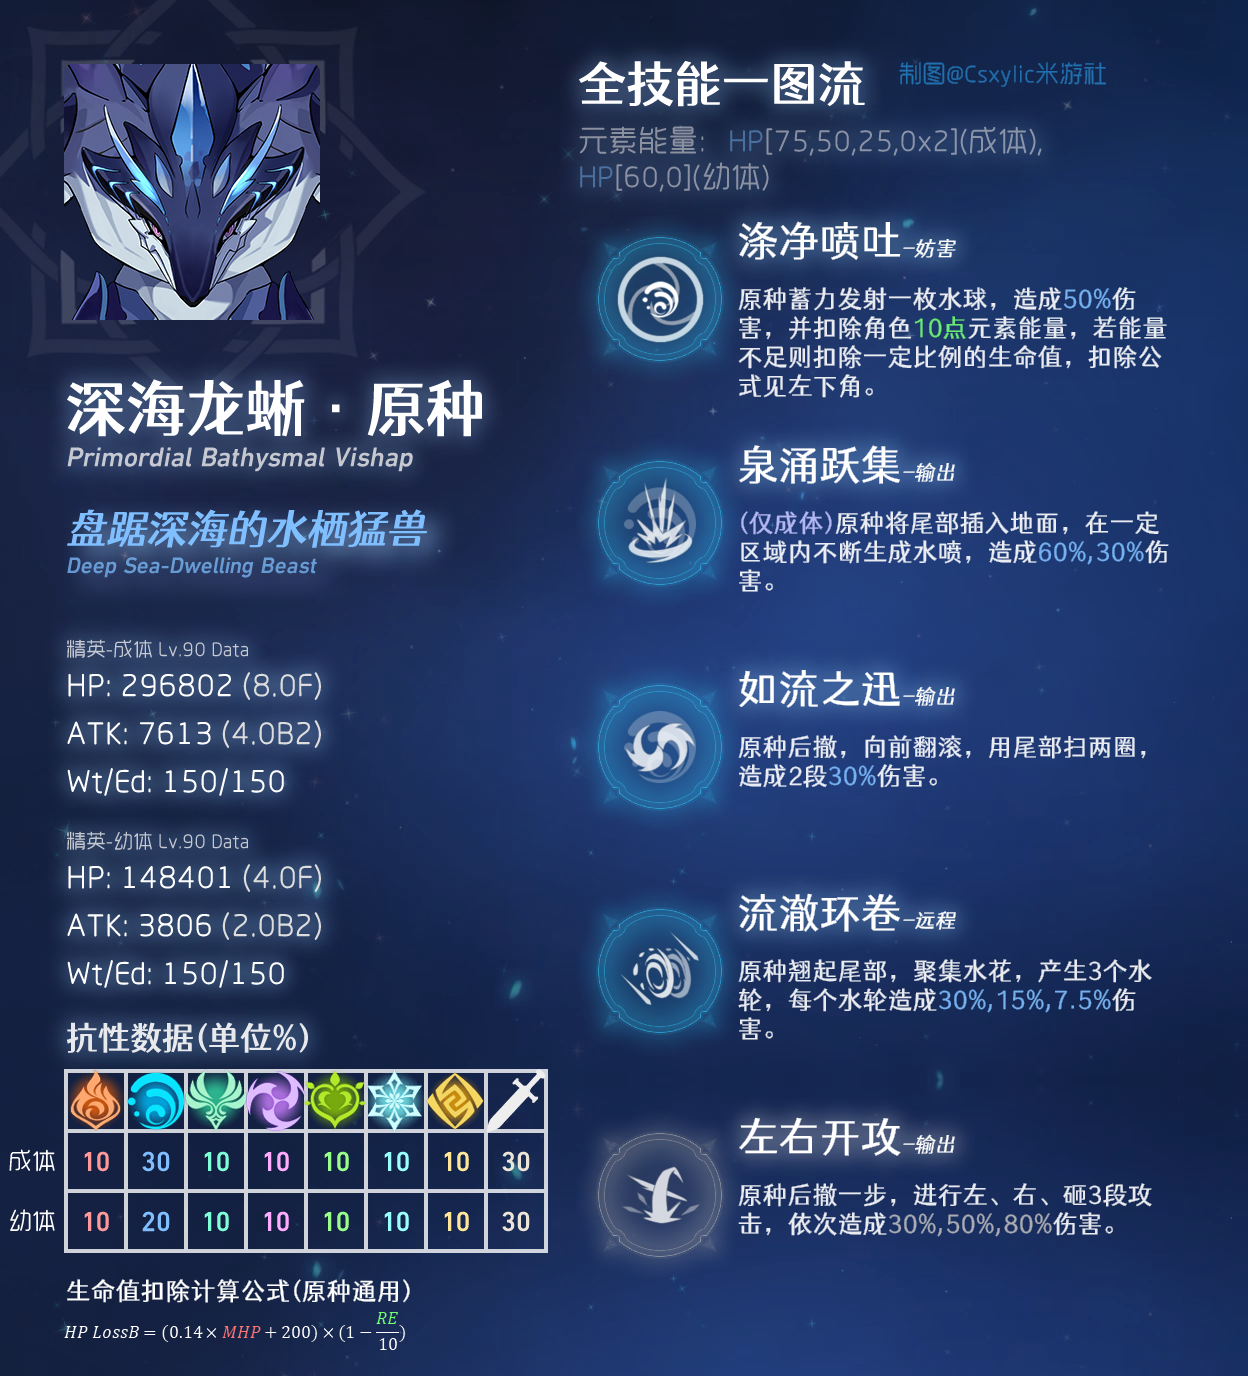 全技能一图流
制图@Csxylic米游社
元素能量： HP[75,50,25,0x2](成体),
HP[60,0](幼体)
深海龙蜥 · 原种
Primordial Bathysmal Vishap
盘踞深海的水栖猛兽
Deep Sea-Dwelling Beast
精英-成体 Lv.90 Data
HP: 296802 (8.0F)
ATK: 7613 (4.0B2)
Wt/Ed: 150/150
精英-幼体 Lv.90 Data
HP: 148401 (4.0F)
ATK: 3806 (2.0B2)
Wt/Ed: 150/150
抗性数据(单位%)
成体 10 30 10 10 10 10 10 30
幼体 10 20 10 10 10 10 10 30
生命值扣除计算公式(原种通用)
HP LossB = (0.14 × MHP + 200) × (1 − RE/10)
涤净喷吐–妨害
原种蓄力发射一枚水球，造成50%伤
害，并扣除角色10点元素能量，若能量
不足则扣除一定比例的生命值，扣除公
式见左下角。
泉涌跃集–输出
(仅成体)原种将尾部插入地面，在一定
区域内不断生成水喷，造成60%,30%伤
害。
如流之迅–输出
原种后撤，向前翻滚，用尾部扫两圈，
造成2段30%伤害。
流澈环卷–远程
原种翘起尾部，聚集水花，产生3个水
轮，每个水轮造成30%,15%,7.5%伤
害。
左右开攻–输出
原种后撤一步，进行左、右、砸3段攻
击，依次造成30%,50%,80%伤害。